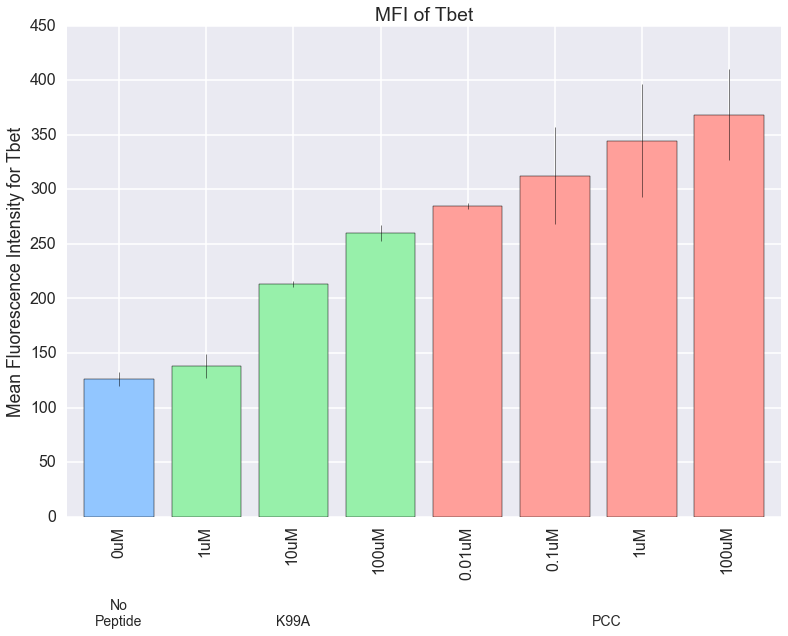 MFI of Tbet
Mean Fluorescence Intensity for Tbet
450
400
350
300
250
200
150
100
50
0
0uM
1uM
10uM
100uM
0.01uM
0.1uM
1uM
100uM
No
Peptide
K99A
PCC